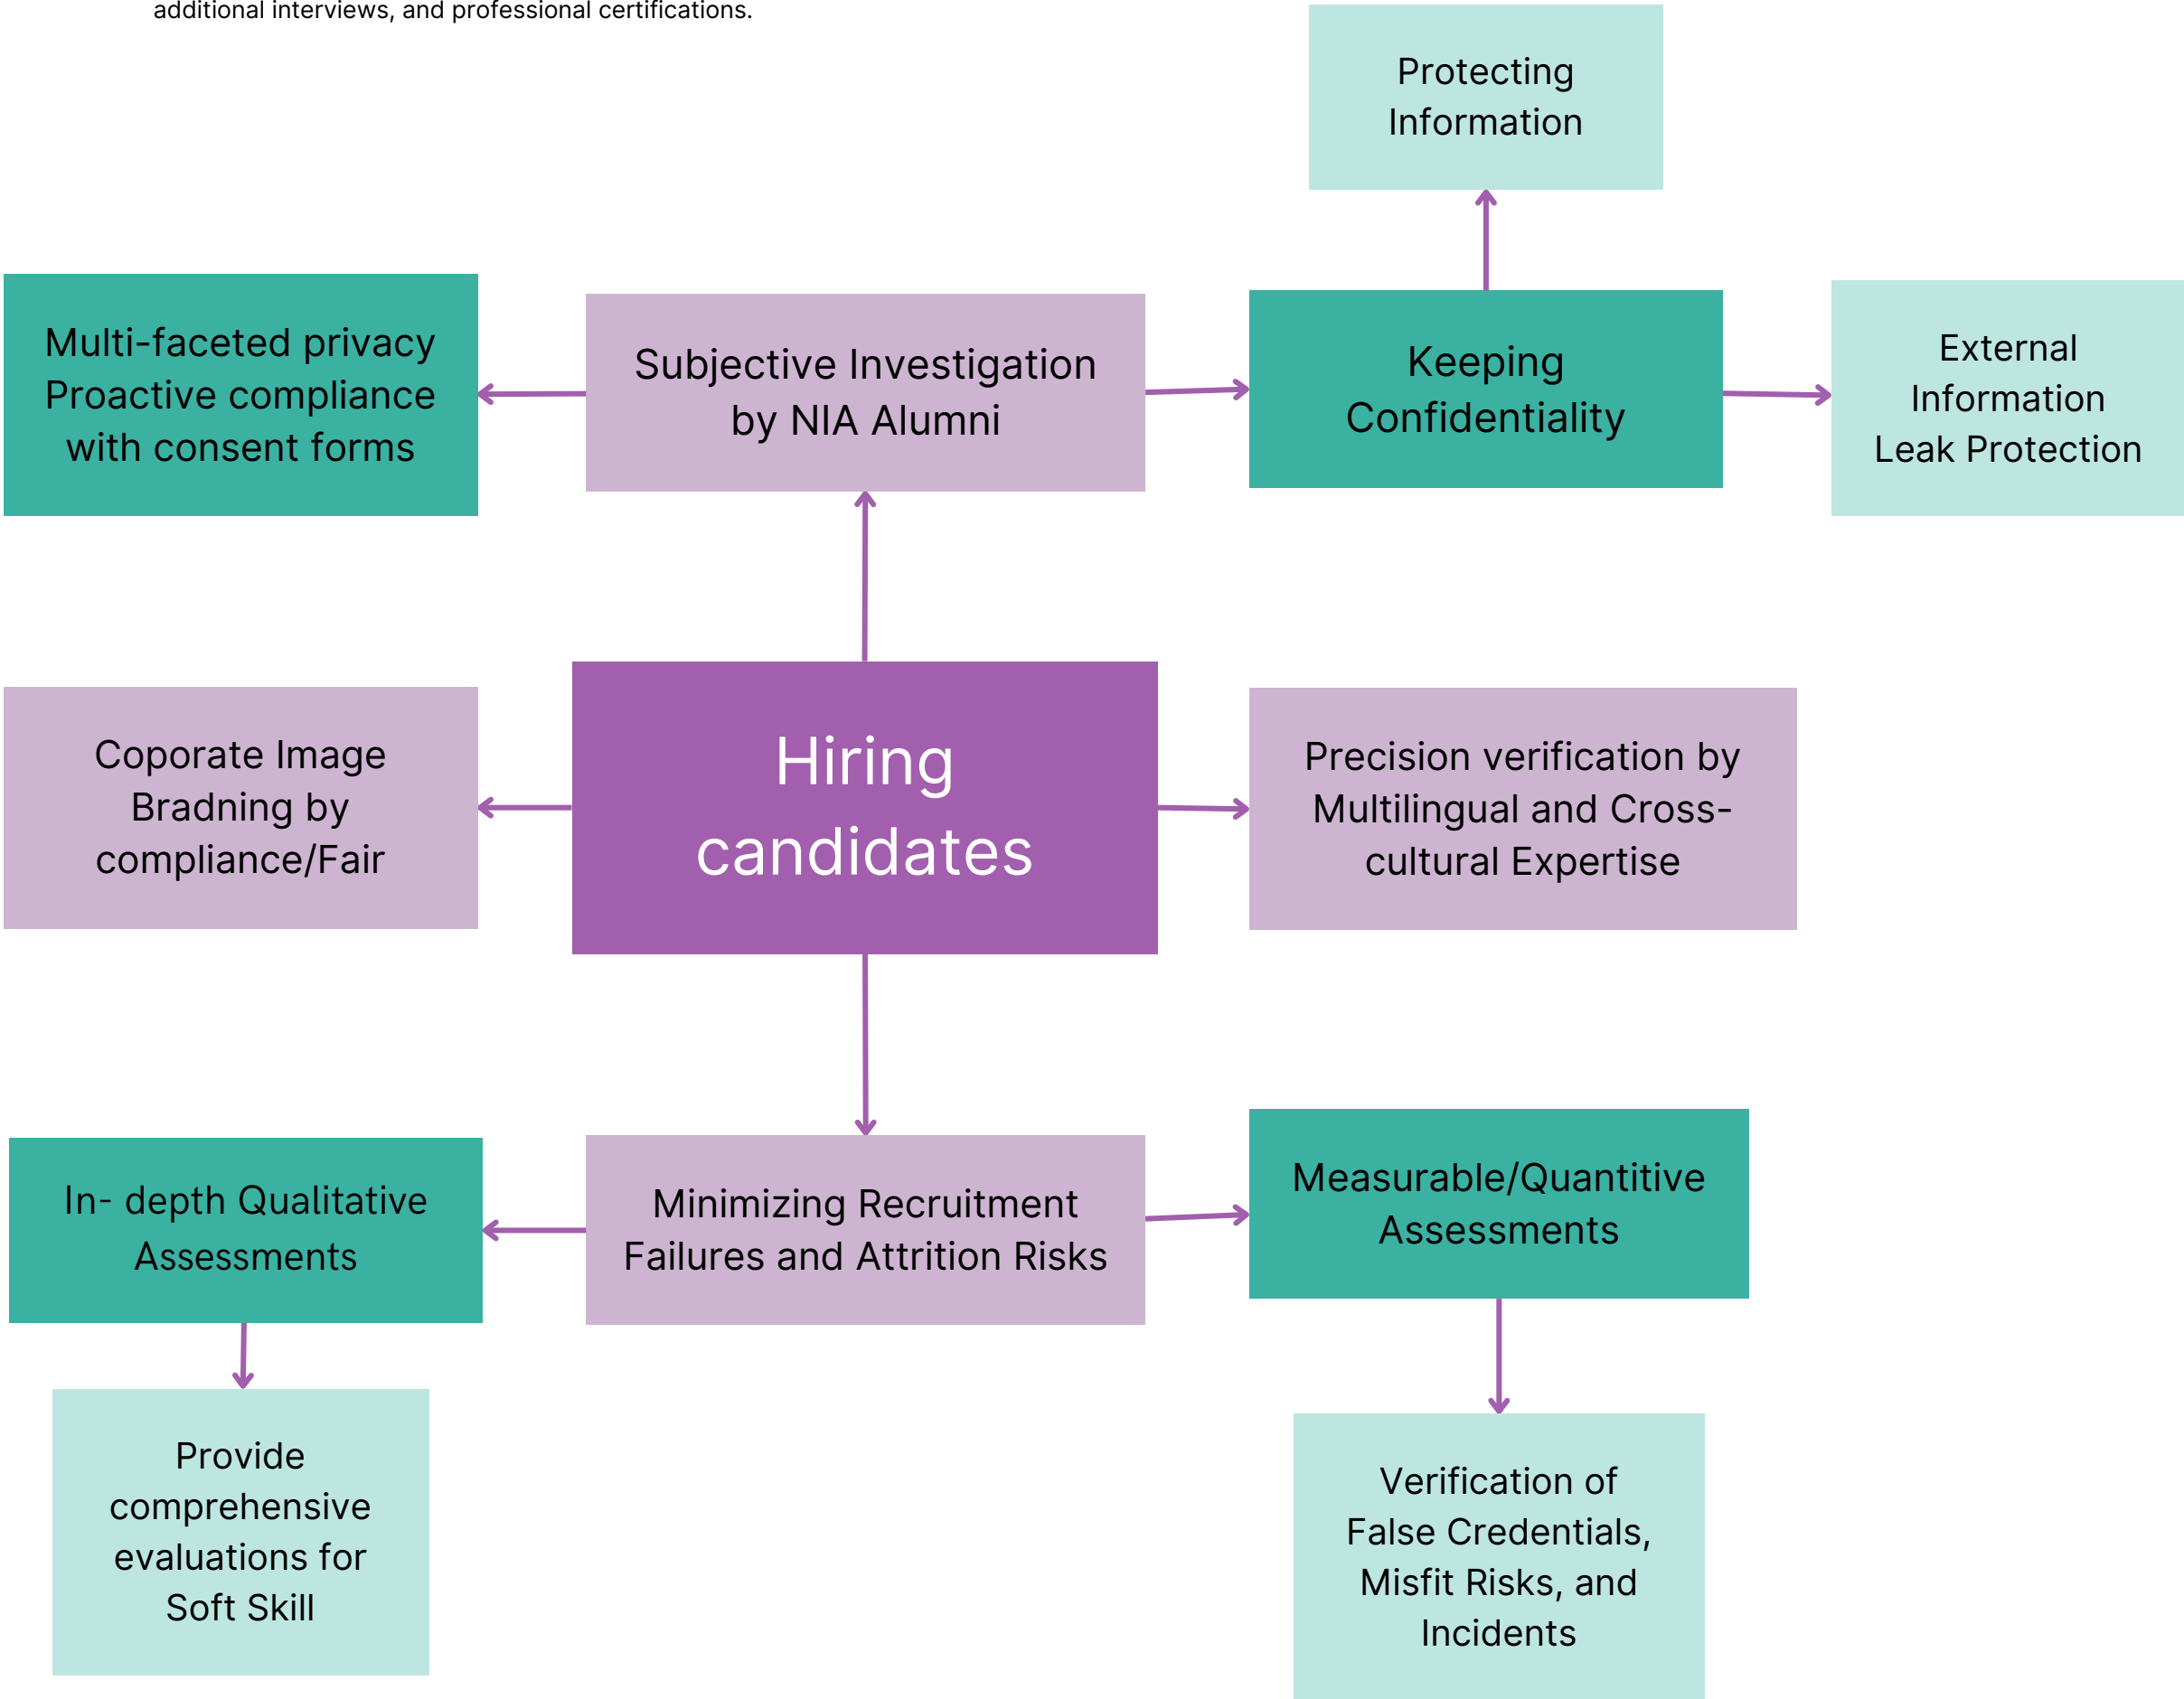 additional interviews, and professional certifications.
Protecting
Information
Multi-faceted privacy
Proactive compliance
with consent forms
Subjective Investigation
by NIA Alumni
Keeping
Confidentiality
External
Information
Leak Protection
Coporate Image
Bradning by
compliance/Fair
Hiring
candidates
Precision verification by
Multilingual and Cross-
cultural Expertise
In- depth Qualitative
Assessments
Minimizing Recruitment
Failures and Attrition Risks
Measurable/Quantitive
Assessments
Provide
comprehensive
evaluations for
Soft Skill
Verification of
False Credentials,
Misfit Risks, and
Incidents